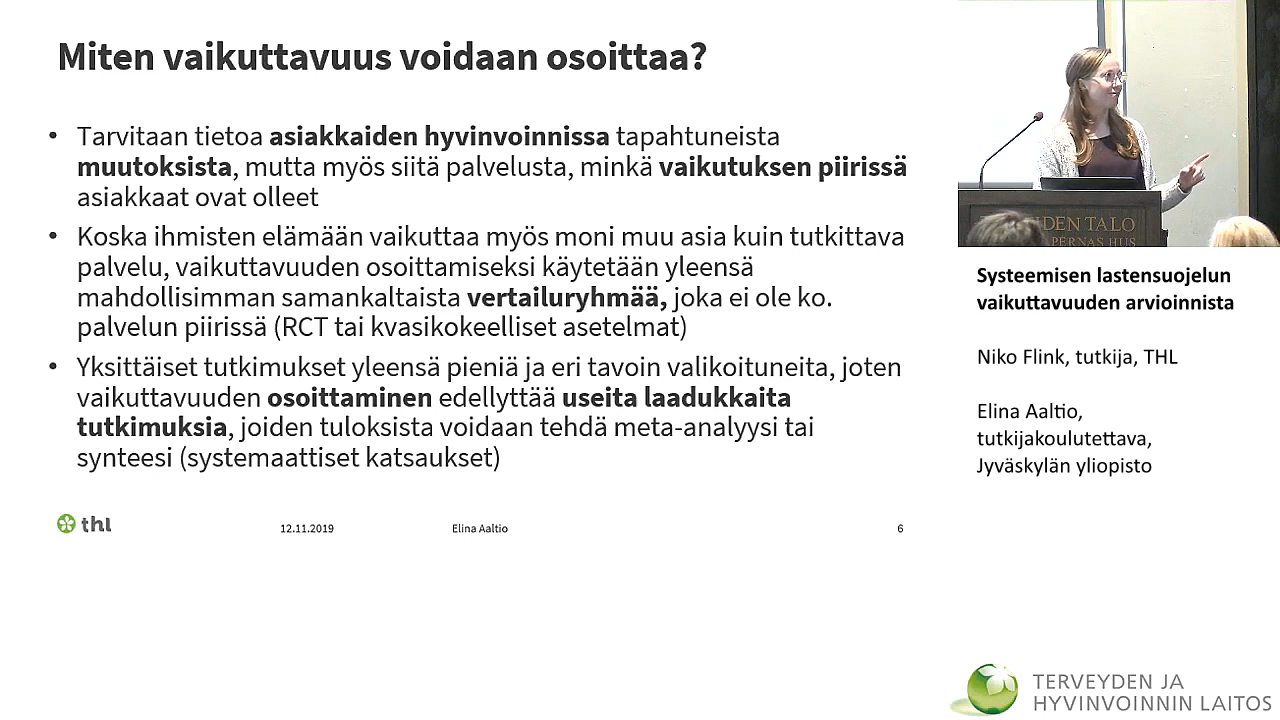 Miten vaikuttavuus voidaan osoittaa?
• Tarvitaan tietoa asiakkaiden hyvinvoinnissa tapahtuneista
muutoksista, mutta myös siitä palvelusta, minkä vaikutuksen piirissä
asiakkaat ovat olleet
• Koska ihmisten elämään vaikuttaa myös moni muu asia kuin tutkittava
palvelu, vaikuttavuuden osoittamiseksi käytetään yleensä
mahdollisimman samankaltaista vertailuryhmää, joka ei ole ko.
palvelun piirissä (RCT tai kvasikokeelliset asetelmat)
• Yksittäiset tutkimukset yleensä pieniä ja eri tavoin valikoituneita, joten
vaikuttavuuden osoittaminen edellyttää useita laadukkaita
tutkimuksia, joiden tuloksista voidaan tehdä meta-analyysi tai
synteesi (systemaattiset katsaukset)
thl
12.11.2019
Elina Aaltio
6
DEN TALO
PERNAS HUS
Systeemisen lastensuojelun
vaikuttavuuden arvioinnista
Niko Flink, tutkija, THL
Elina Aaltio,
tutkijakoulutettava,
Jyväskylän yliopisto
TERVEYDEN JA
HYVINVOINNIN LAITOS